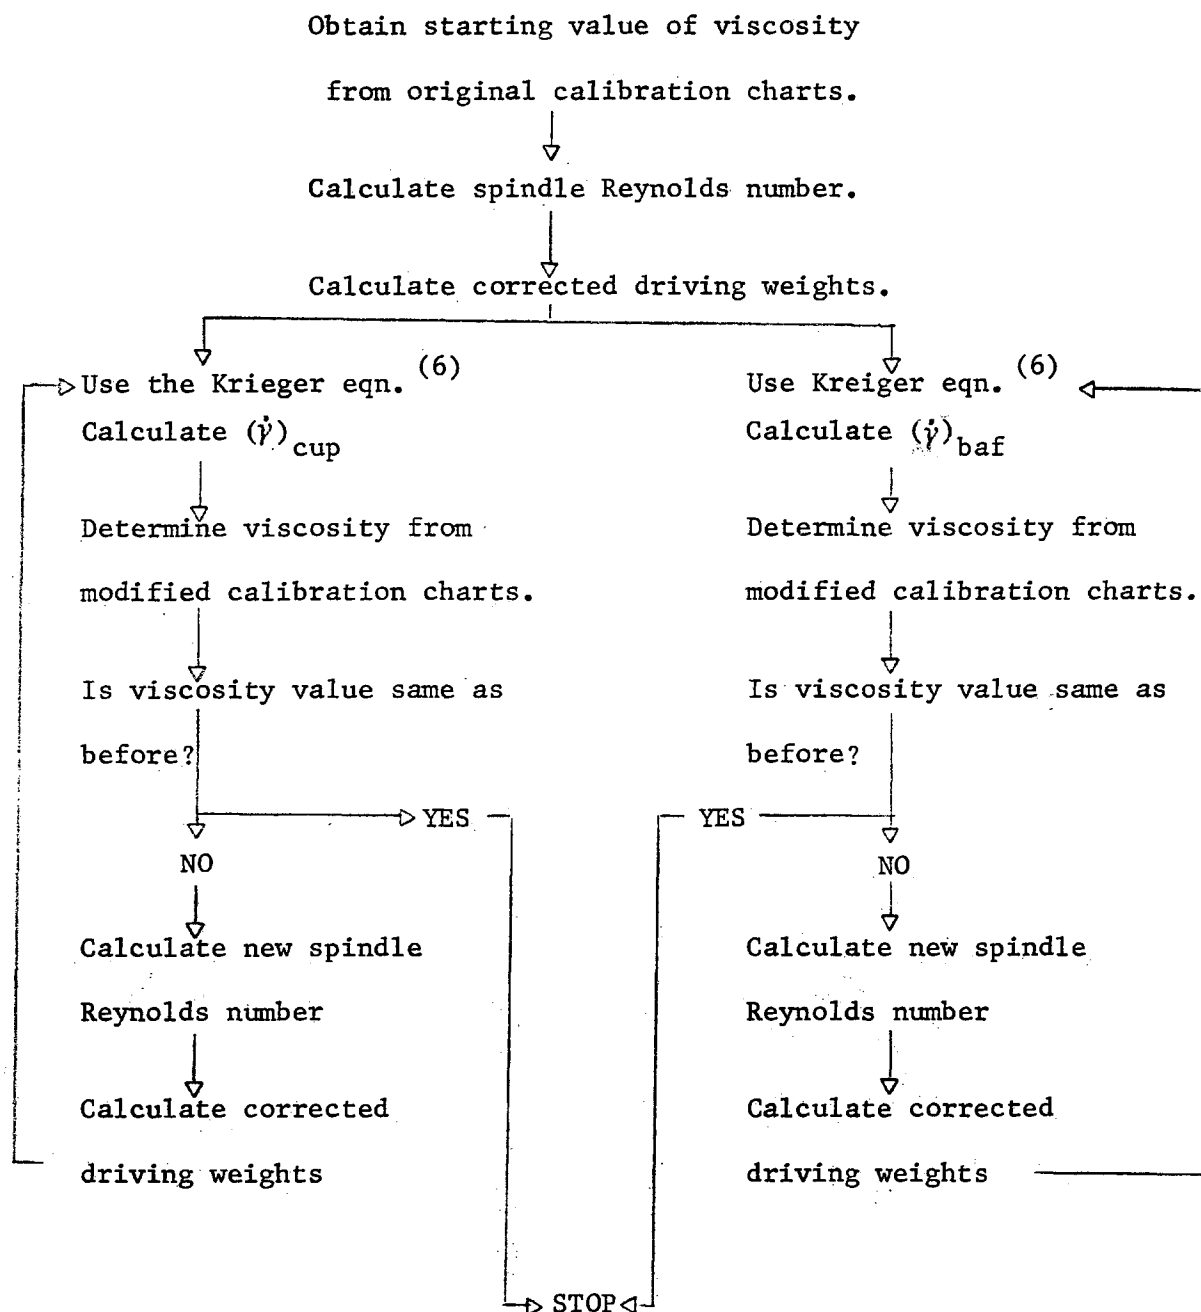 Obtain starting value of viscosity
from original calibration charts.
Calculate spindle Reynolds number.
Calculate corrected driving weights.
Use the Krieger eqn. (6)
Calculate (γ̇)cup
Determine viscosity from
modified calibration charts.
Is viscosity value same as
before?
YES
NO
Calculate new spindle
Reynolds number
Calculate corrected
driving weights
Use Kreiger eqn. (6)
Calculate (γ̇)baf
Determine viscosity from
modified calibration charts.
Is viscosity value same as
before?
YES
NO
Calculate new spindle
Reynolds number
Calculate corrected
driving weights
STOP